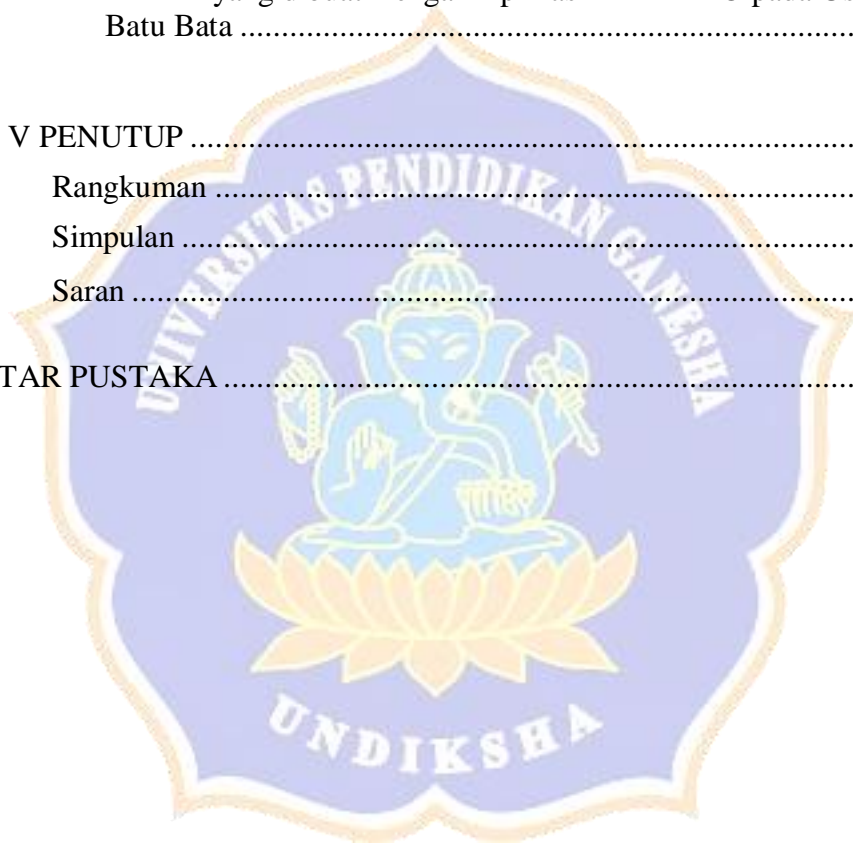 Batu Bata ........................................................................
V PENUTUP ...............................................................................
Rangkuman .........................................................................
Simpulan ..............................................................................
Saran .....................................................................................
TAR PUSTAKA ..........................................................................
UNIVERSITAS PENDIDIKAN GANESHA
UNDIKSHA